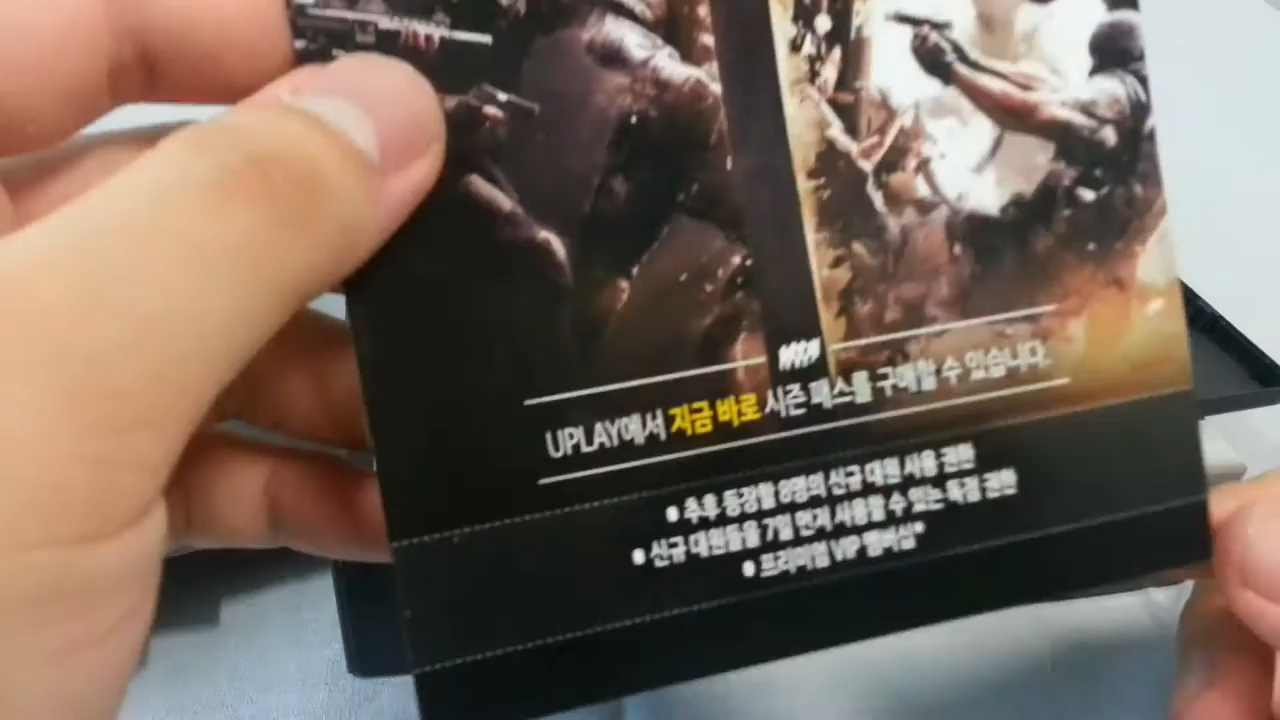 UPLAY에서 지금 바로 시즌 패스를 구매할 수 있습니다.
• 추후 등장할 8명의 신규 대원 사용 권한
• 신규 대원들을 7일 먼저 사용할 수 있는 독점 권한
• 프리미엄 VIP 멤버십*